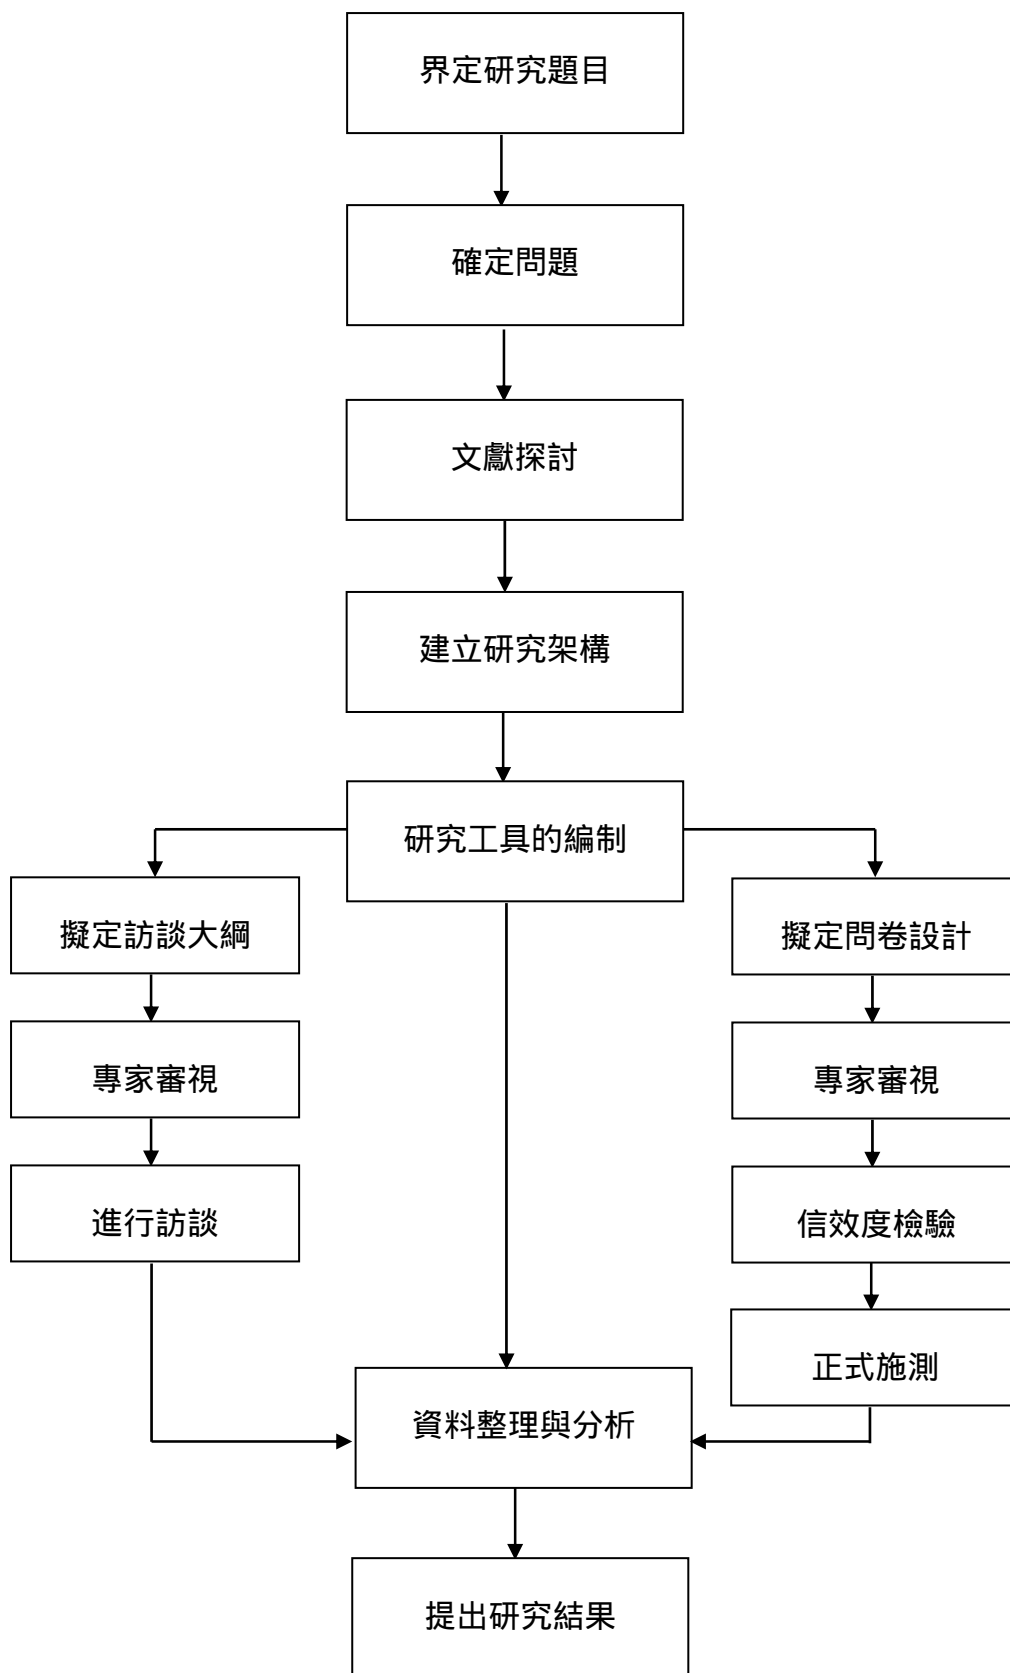 界定研究題目
確定問題
文獻探討
建立研究架構
研究工具的編制
擬定訪談大綱
專家審視
進行訪談
擬定問卷設計
專家審視
信效度檢驗
正式施測
資料整理與分析
提出研究結果